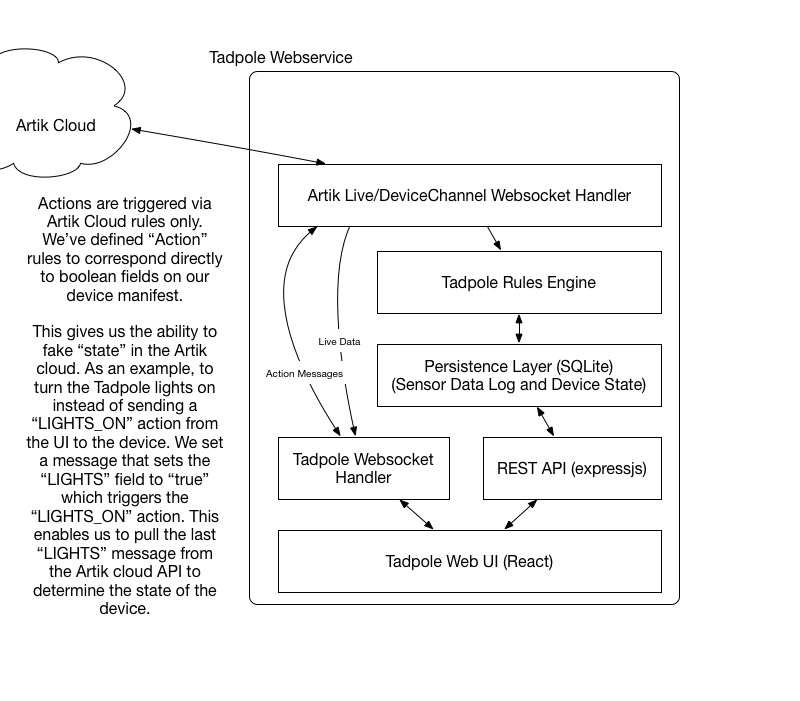 Tadpole Webservice
Artik Cloud
Artik Live/DeviceChannel Websocket Handler
Actions are triggered via
Artik Cloud rules only.
We’ve defined “Action”
rules to correspond directly
to boolean fields on our
device manifest.
This gives us the ability to
fake “state” in the Artik
cloud. As an example, to
turn the Tadpole lights on
instead of sending a
“LIGHTS_ON” action from
the UI to the device. We set
a message that sets the
“LIGHTS” field to “true”
which triggers the
“LIGHTS_ON” action. This
enables us to pull the last
“LIGHTS” message from
the Artik cloud API to
determine the state of the
device.
Tadpole Rules Engine
Live Data
Action Messages
Persistence Layer (SQLite)
(Sensor Data Log and Device State)
Tadpole Websocket
Handler
REST API (expressjs)
Tadpole Web UI (React)